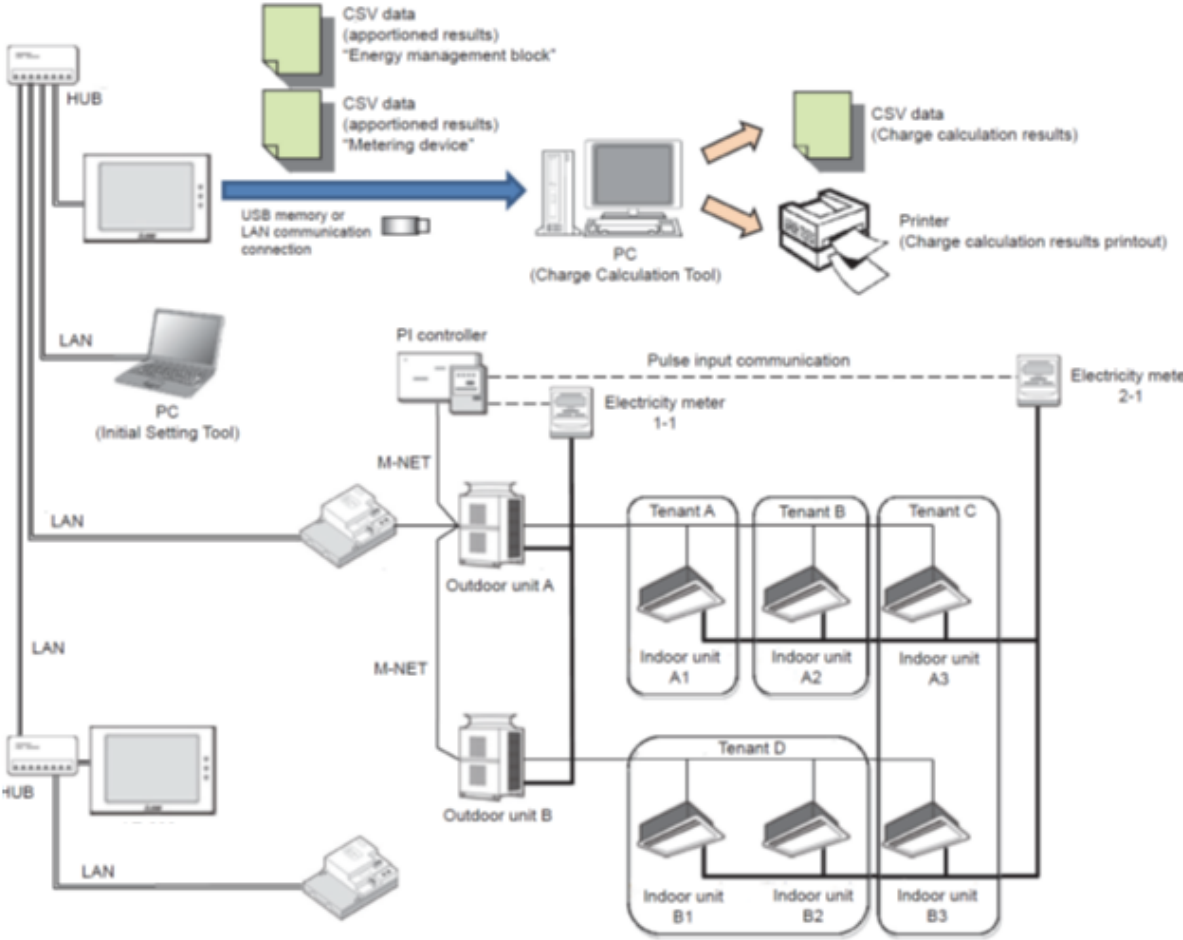 CSV data
(apportioned results)
"Energy management block"
HUB
CSV data
(apportioned results)
"Metering device"
CSV data
(Charge calculation results)
USB memory or
LAN communication
connection
PC
(Charge Calculation Tool)
Printer
(Charge calculation results printout)
LAN
PC
(Initial Setting Tool)
PI controller
Pulse input communication
Electricity meter
1-1
Electricity mete
2-1
M-NET
LAN
Outdoor unit A
Tenant A
Tenant B
Tenant C
Indoor unit
A1
Indoor unit
A2
Indoor unit
A3
LAN
M-NET
HUB
Outdoor unit B
Tenant D
LAN
Indoor unit
B1
Indoor unit
B2
Indoor unit
B3